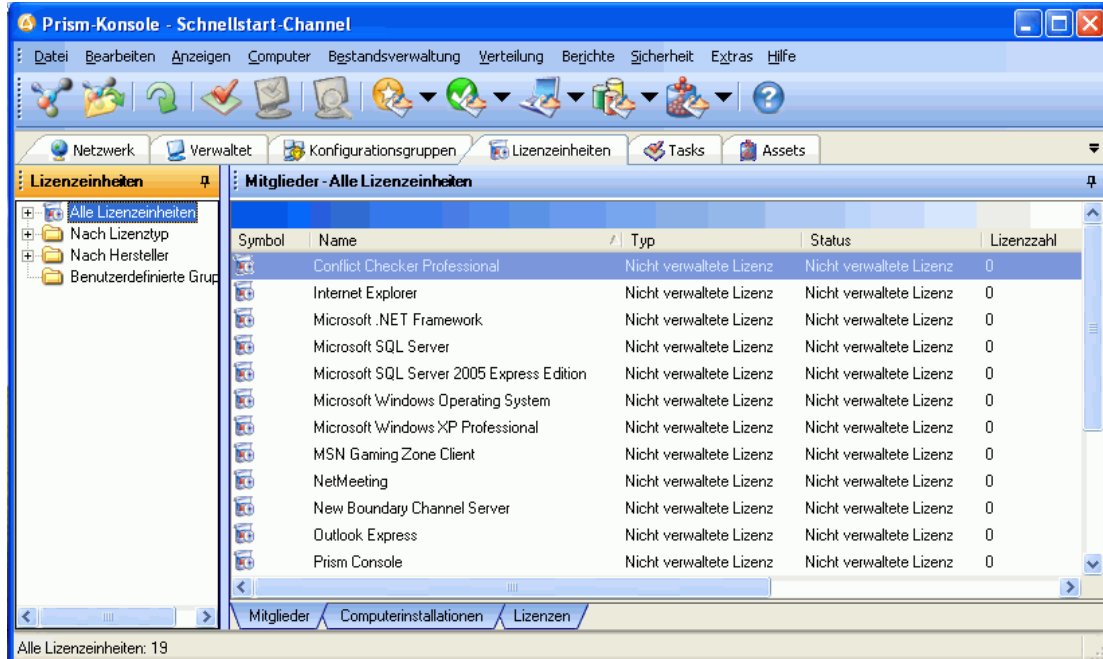 Prism-Konsole - Schnellstart-Channel
Datei Bearbeiten Anzeigen Computer Bestandsverwaltung Verteilung Berichte Sicherheit Extras Hilfe
Netzwerk Verwaltet Konfigurationsgruppen Lizenzeinheiten Tasks Assets
Lizenzeinheiten
Alle Lizenzeinheiten
Nach Lizenztyp
Nach Hersteller
Benutzerdefinierte Grup
Mitglieder - Alle Lizenzeinheiten
Symbol Name Typ Status Lizenzzahl
Conflict Checker Professional Nicht verwaltete Lizenz Nicht verwaltete Lizenz 0
Internet Explorer Nicht verwaltete Lizenz Nicht verwaltete Lizenz 0
Microsoft .NET Framework Nicht verwaltete Lizenz Nicht verwaltete Lizenz 0
Microsoft SQL Server Nicht verwaltete Lizenz Nicht verwaltete Lizenz 0
Microsoft SQL Server 2005 Express Edition Nicht verwaltete Lizenz Nicht verwaltete Lizenz 0
Microsoft Windows Operating System Nicht verwaltete Lizenz Nicht verwaltete Lizenz 0
Microsoft Windows XP Professional Nicht verwaltete Lizenz Nicht verwaltete Lizenz 0
MSN Gaming Zone Client Nicht verwaltete Lizenz Nicht verwaltete Lizenz 0
NetMeeting Nicht verwaltete Lizenz Nicht verwaltete Lizenz 0
New Boundary Channel Server Nicht verwaltete Lizenz Nicht verwaltete Lizenz 0
Outlook Express Nicht verwaltete Lizenz Nicht verwaltete Lizenz 0
Prism Console Nicht verwaltete Lizenz Nicht verwaltete Lizenz 0
Mitglieder Computerinstallationen Lizenzen
Alle Lizenzeinheiten: 19